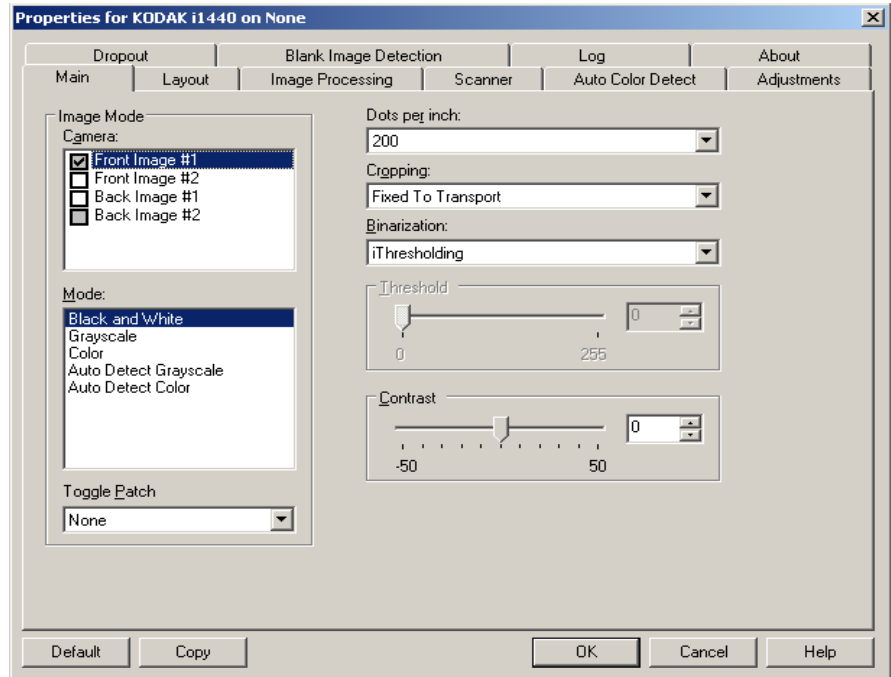 Properties for KODAK i1440 on None
Dropout
Blank Image Detection
Log
About
Main
Layout
Image Processing
Scanner
Auto Color Detect
Adjustments
Image Mode
Camera:
Front Image #1
Front Image #2
Back Image #1
Back Image #2
Mode:
Black and White
Grayscale
Color
Auto Detect Grayscale
Auto Detect Color
Toggle Patch
None
Dots per inch:
200
Cropping:
Fixed To Transport
Binarization:
iThresholding
Threshold
0
0 255
Contrast
0
-50 50
Default
Copy
OK
Cancel
Help